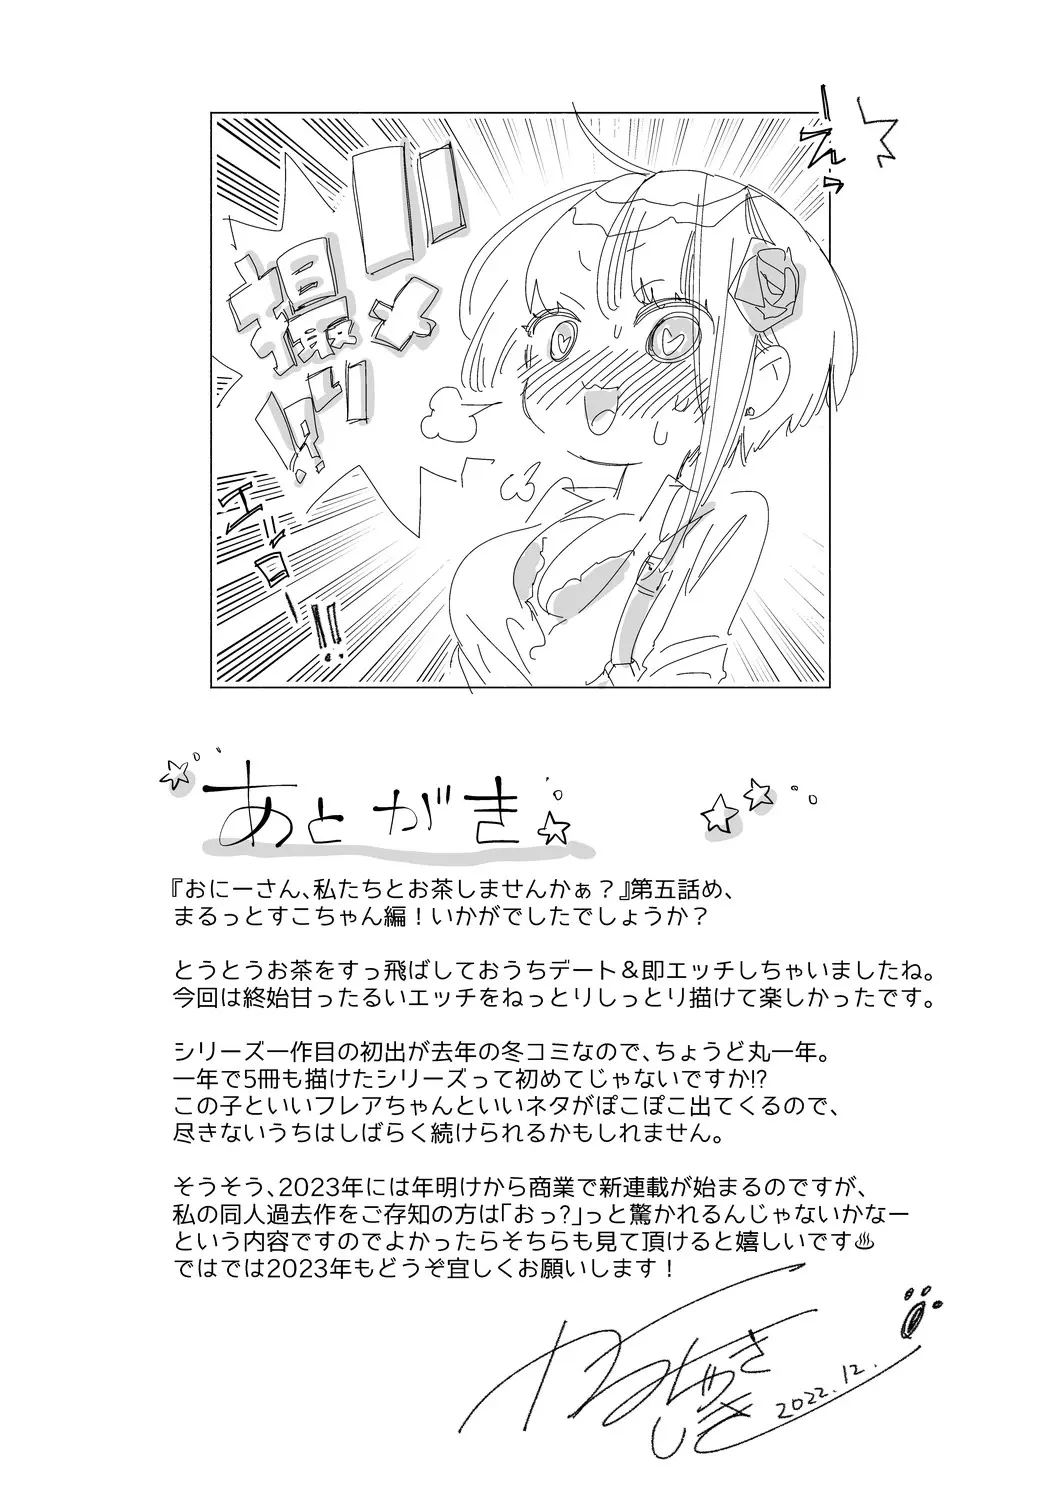 ハメ
撮りが
エロい!!
あとがき
『おにーさん､私たちとお茶しませんかぁ？』第五話め、
まるっとすこちゃん編！いかがでしたでしょうか？
とうとうお茶をすっ飛ばしておうちデート＆即エッチしちゃいましたね。
今回は終始甘ったるいエッチをねっとりしっとり描けて楽しかったです。
シリーズ一作目の初出が去年の冬コミなので､ちょうど丸一年。
一年で5冊も描けたシリーズって初めてじゃないですか!?
この子といいフレアちゃんといいネタがぽこぽこ出てくるので、
尽きないうちはしばらく続けられるかもしれません。
そうそう､2023年には年明けから商業で新連載が始まるのですが、
私の同人過去作をご存知の方は｢おっ?｣っと驚かれるんじゃないかなー
という内容ですのでよかったらそちらも見て頂けると嬉しいです♨
ではでは2023年もどうぞ宜しくお願いします！
2022.12.